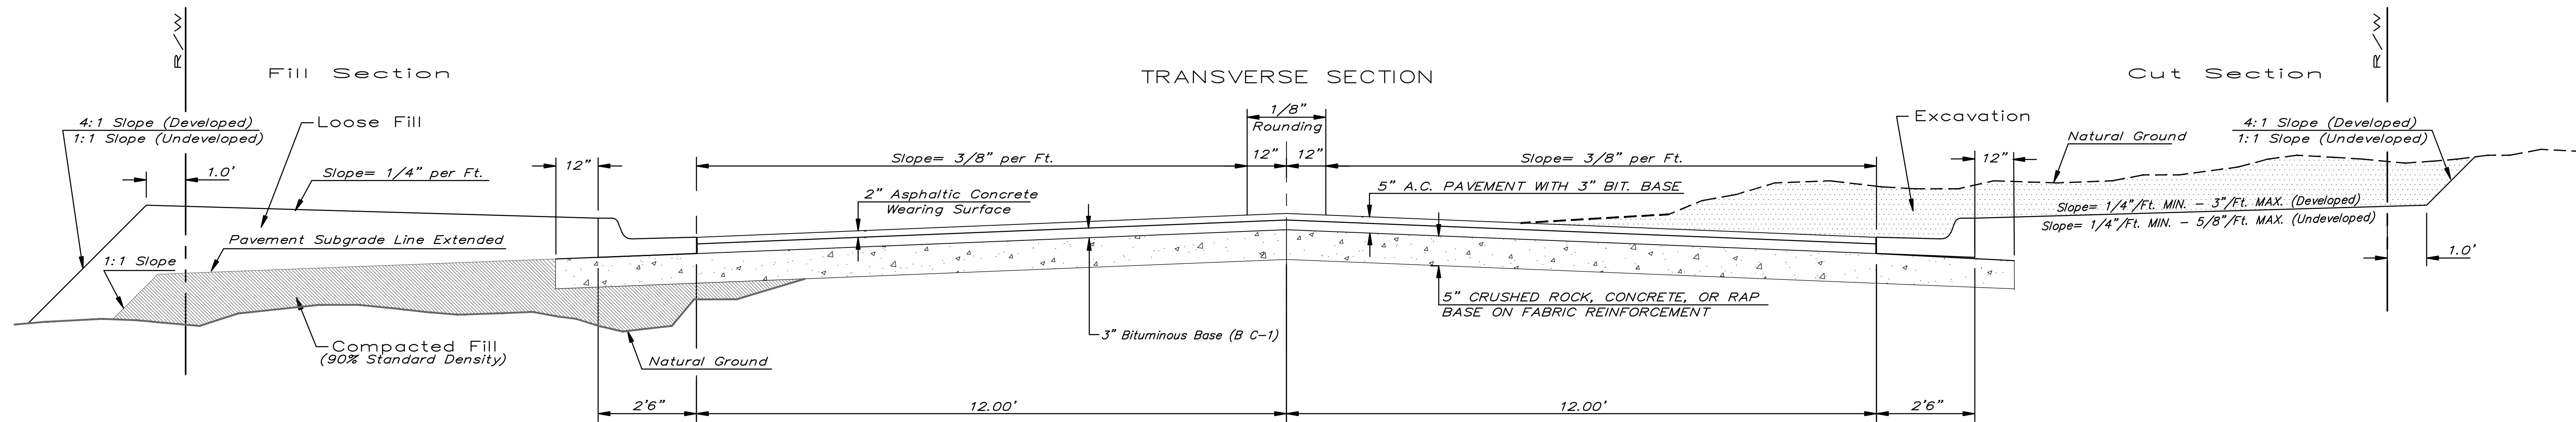 R/W
Fill Section
TRANSVERSE SECTION
Cut Section
R/W
4:1 Slope (Developed)
1:1 Slope (Undeveloped)
Loose Fill
1.0'
Slope= 1/4" per Ft.
12"
Slope= 3/8" per Ft.
1/8"
Rounding
12"
12"
Slope= 3/8" per Ft.
Excavation
12"
Natural Ground
4:1 Slope (Developed)
1:1 Slope (Undeveloped)
2" Asphaltic Concrete
Wearing Surface
5" A.C. PAVEMENT WITH 3" BIT. BASE
Slope= 1/4"/Ft. MIN. - 3"/Ft. MAX. (Developed)
Slope= 1/4"/Ft. MIN. - 5/8"/Ft. MAX. (Undeveloped)
Pavement Subgrade Line Extended
1:1 Slope
1.0'
5" CRUSHED ROCK, CONCRETE, OR RAP
BASE ON FABRIC REINFORCEMENT
3" Bituminous Base (B C-1)
Compacted Fill
(90% Standard Density)
Natural Ground
2'6"
12.00'
12.00'
2'6"